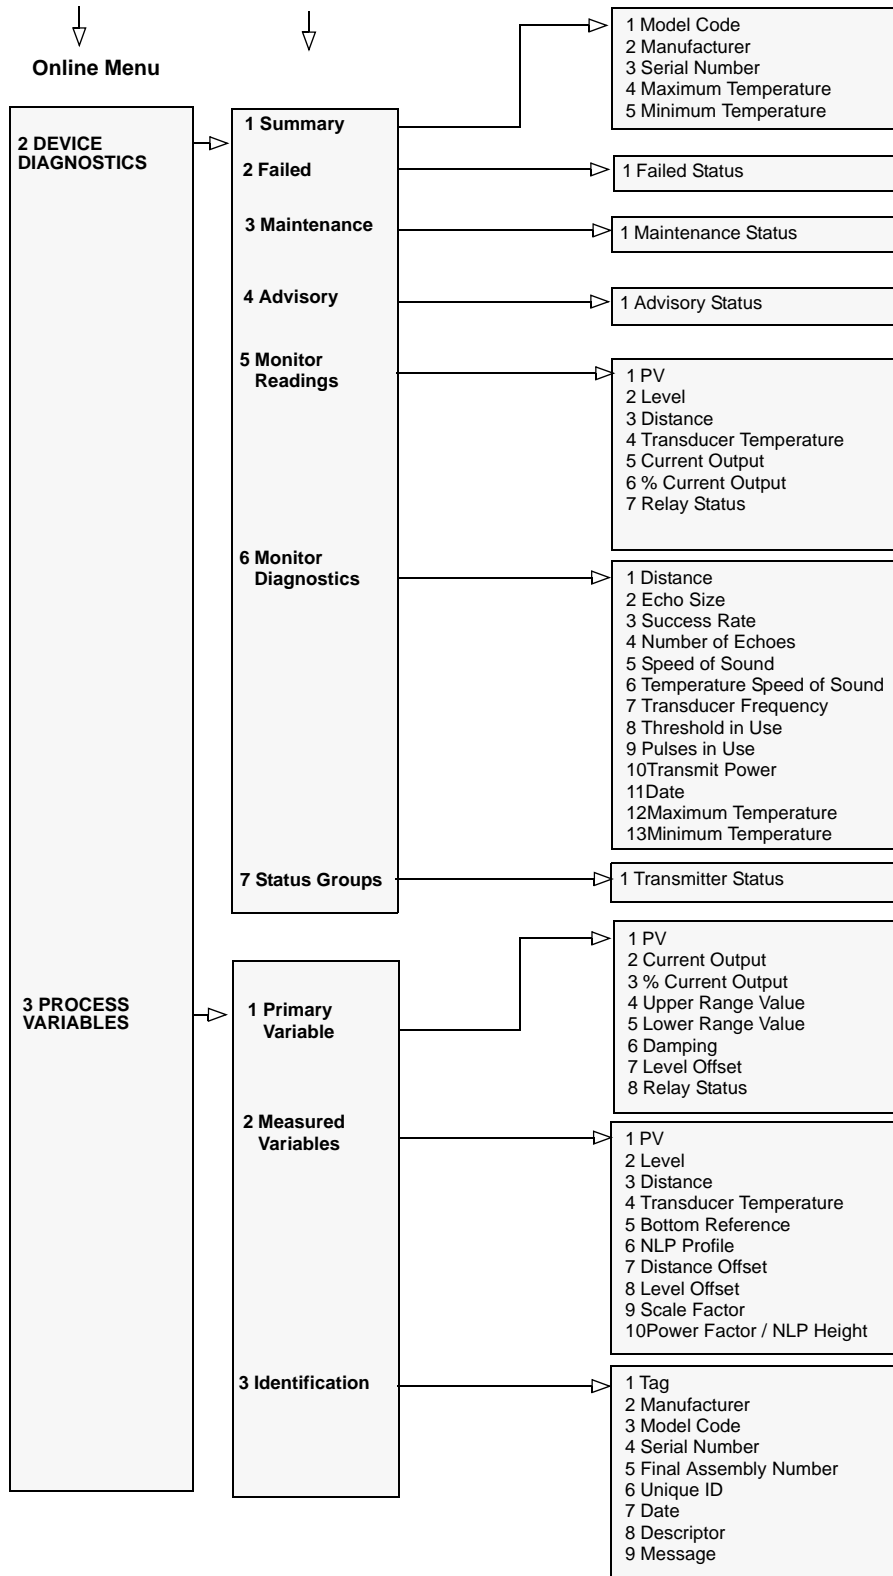 Online Menu
2 DEVICE
DIAGNOSTICS
1 Summary
1 Model Code
2 Manufacturer
3 Serial Number
4 Maximum Temperature
5 Minimum Temperature
2 Failed
1 Failed Status
3 Maintenance
1 Maintenance Status
4 Advisory
1 Advisory Status
5 Monitor
Readings
1 PV
2 Level
3 Distance
4 Transducer Temperature
5 Current Output
6 % Current Output
7 Relay Status
6 Monitor
Diagnostics
1 Distance
2 Echo Size
3 Success Rate
4 Number of Echoes
5 Speed of Sound
6 Temperature Speed of Sound
7 Transducer Frequency
8 Threshold in Use
9 Pulses in Use
10Transmit Power
11Date
12Maximum Temperature
13Minimum Temperature
7 Status Groups
1 Transmitter Status
3 PROCESS
VARIABLES
1 Primary
Variable
1 PV
2 Current Output
3 % Current Output
4 Upper Range Value
5 Lower Range Value
6 Damping
7 Level Offset
8 Relay Status
2 Measured
Variables
1 PV
2 Level
3 Distance
4 Transducer Temperature
5 Bottom Reference
6 NLP Profile
7 Distance Offset
8 Level Offset
9 Scale Factor
10Power Factor / NLP Height
3 Identification
1 Tag
2 Manufacturer
3 Model Code
4 Serial Number
5 Final Assembly Number
6 Unique ID
7 Date
8 Descriptor
9 Message